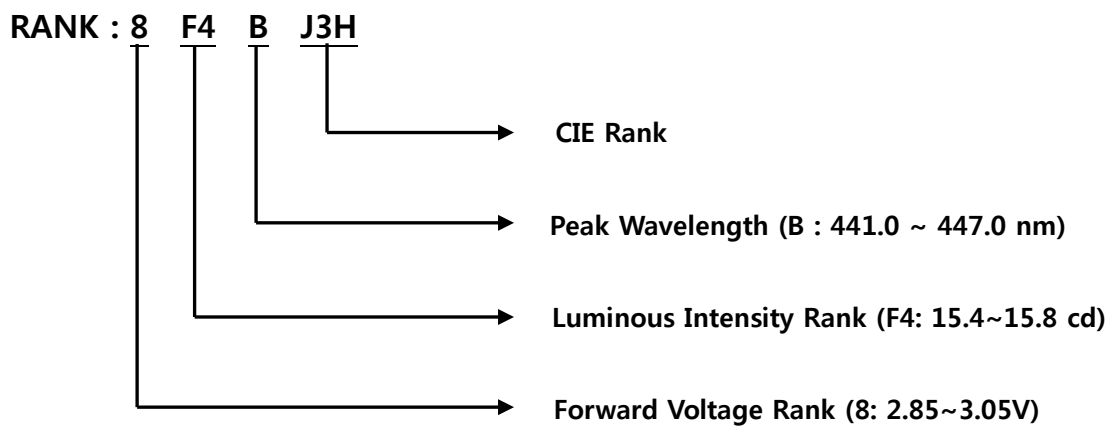 RANK : 8 F4 B J3H
CIE Rank
Peak Wavelength (B : 441.0 ~ 447.0 nm)
Luminous Intensity Rank (F4: 15.4~15.8 cd)
Forward Voltage Rank (8: 2.85~3.05V)